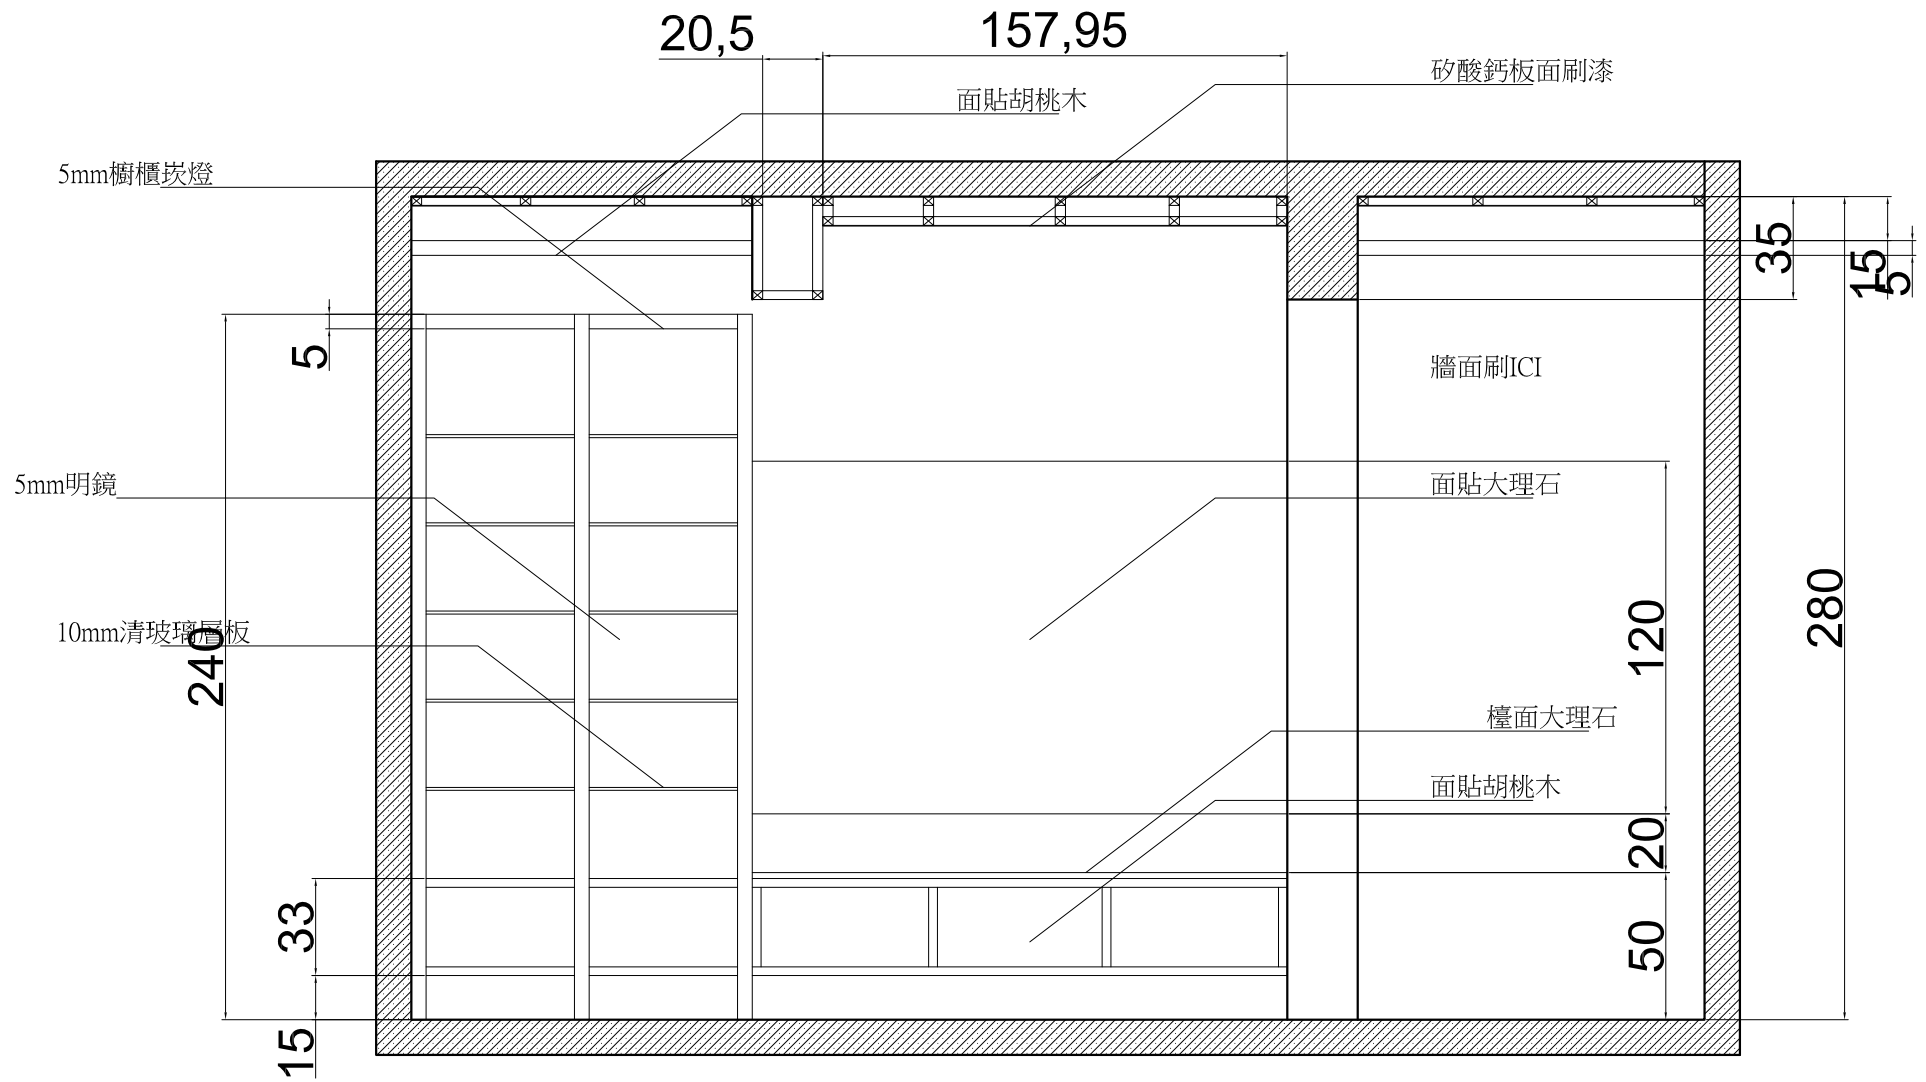 20,5
157,95
矽酸鈣板面刷漆
面貼胡桃木
5mm櫥櫃崁燈
35
15
5
5
牆面刷ICI
5mm明鏡
面貼大理石
10mm清玻璃層板
240
120
280
檯面大理石
面貼胡桃木
20
33
50
15